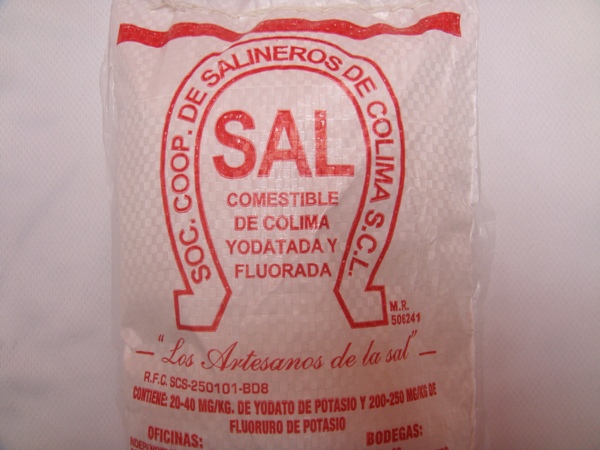 SOC. COOP. DE SALINEROS DE COLIMA S.C.L.
SAL
COMESTIBLE
DE COLIMA
YODATADA Y
FLUORADA
M.R.
506241
"Los Artesanos de la sal"
R.F.C. SCS-250101-BD8
CONTIENE: 20-40 MG/KG. DE YODATO DE POTASIO Y 200-250 MG/KG DE
FLUORURO DE POTASIO
OFICINAS: BODEGAS: